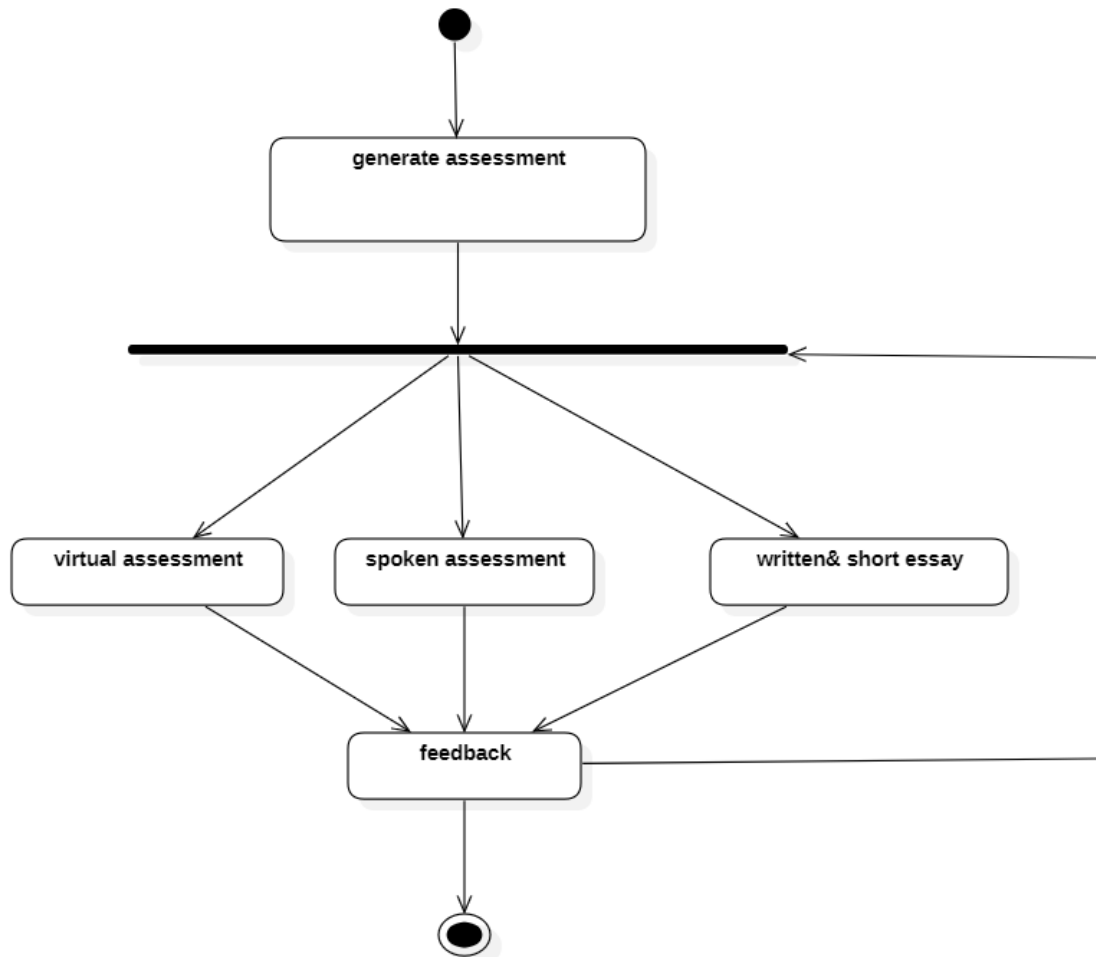 generate assessment
virtual assessment
spoken assessment
written& short essay
feedback